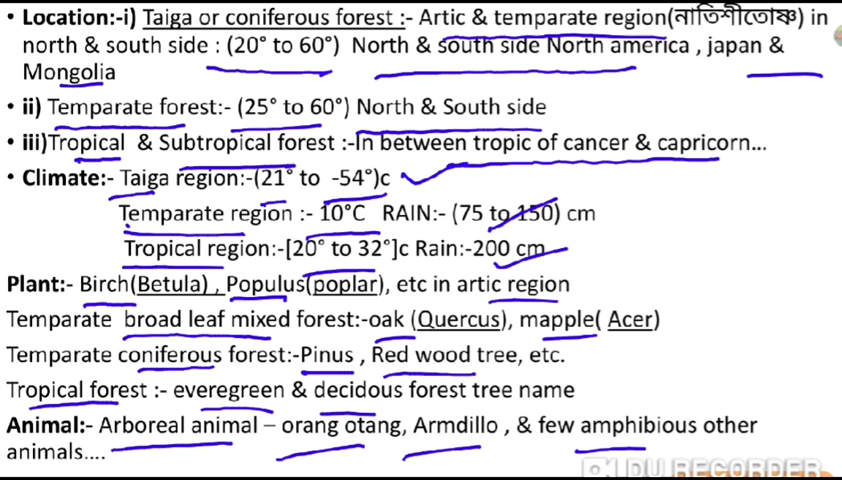 • Location:-i) Taiga or coniferous forest :- Artic & temparate region(নাতিশীতোষ্ণ) in
north & south side : (20° to 60°) North & south side North america , japan &
Mongolia
• ii) Temparate forest:- (25° to 60°) North & South side
• iii)Tropical & Subtropical forest :-In between tropic of cancer & capricorn...
• Climate:- Taiga region:-(21° to -54°)c
Temparate region :- 10°C RAIN:- (75 to 150) cm
Tropical region:-[20° to 32°]c Rain:-200 cm
Plant:- Birch(Betula) , Populus(poplar), etc in artic region
Temparate broad leaf mixed forest:-oak (Quercus), mapple( Acer)
Temparate coniferous forest:-Pinus , Red wood tree, etc.
Tropical forest :- everegreen & decidous forest tree name
Animal:- Arboreal animal – orang otang, Armdillo , & few amphibious other
animals....
DU RECORDER